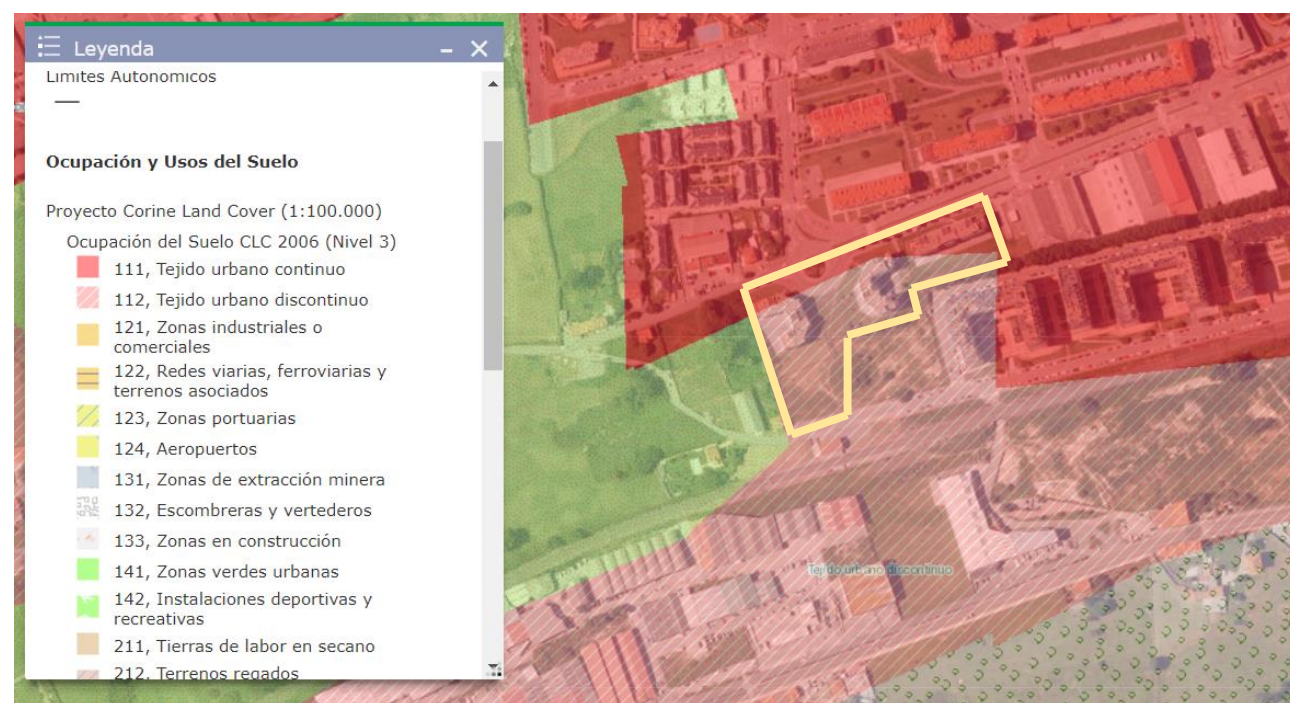 Leyenda
Límites Autonómicos
Ocupación y Usos del Suelo
Proyecto Corine Land Cover (1:100.000)
Ocupación del Suelo CLC 2006 (Nivel 3)
111, Tejido urbano continuo
112, Tejido urbano discontinuo
121, Zonas industriales o
comerciales
122, Redes viarias, ferroviarias y
terrenos asociados
123, Zonas portuarias
124, Aeropuertos
131, Zonas de extracción minera
132, Escombreras y vertederos
133, Zonas en construcción
141, Zonas verdes urbanas
142, Instalaciones deportivas y
recreativas
211, Tierras de labor en secano
212, Terrenos regados
Tejido urbano discontinuo